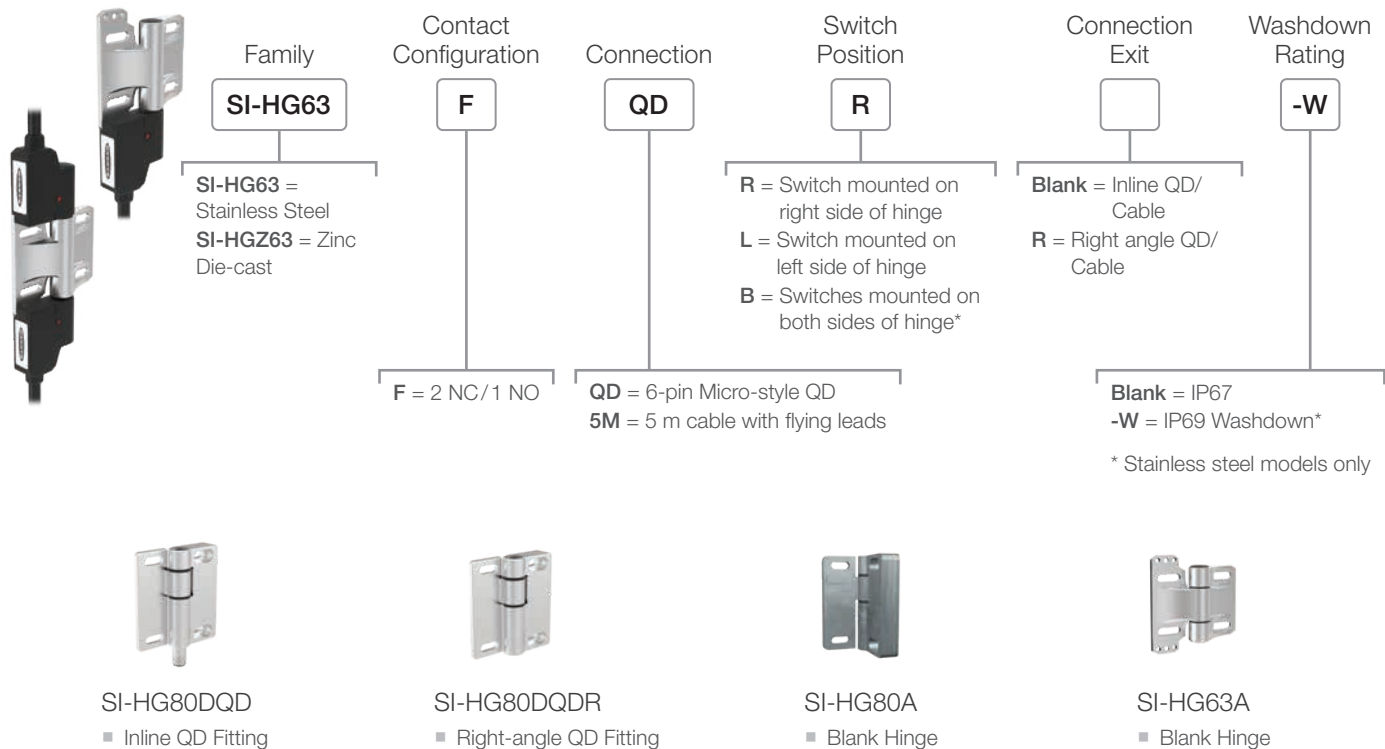 Family
Contact
Configuration
Connection
Switch
Position
Connection
Exit
Washdown
Rating
SI-HG63
F
QD
R
-W
SI-HG63 =
Stainless Steel
SI-HGZ63 = Zinc
Die-cast
R = Switch mounted on
right side of hinge
L = Switch mounted on
left side of hinge
B = Switches mounted on
both sides of hinge*
Blank = Inline QD/
Cable
R = Right angle QD/
Cable
F = 2 NC/1 NO
QD = 6-pin Micro-style QD
5M = 5 m cable with flying leads
Blank = IP67
-W = IP69 Washdown*
* Stainless steel models only
SI-HG80DQD
■ Inline QD Fitting
SI-HG80DQDR
■ Right-angle QD Fitting
SI-HG80A
■ Blank Hinge
SI-HG63A
■ Blank Hinge